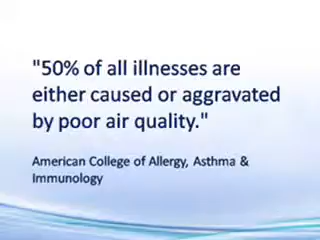 "50% of all illnesses are
either caused or aggravated
by poor air quality."
American College of Allergy, Asthma &
Immunology